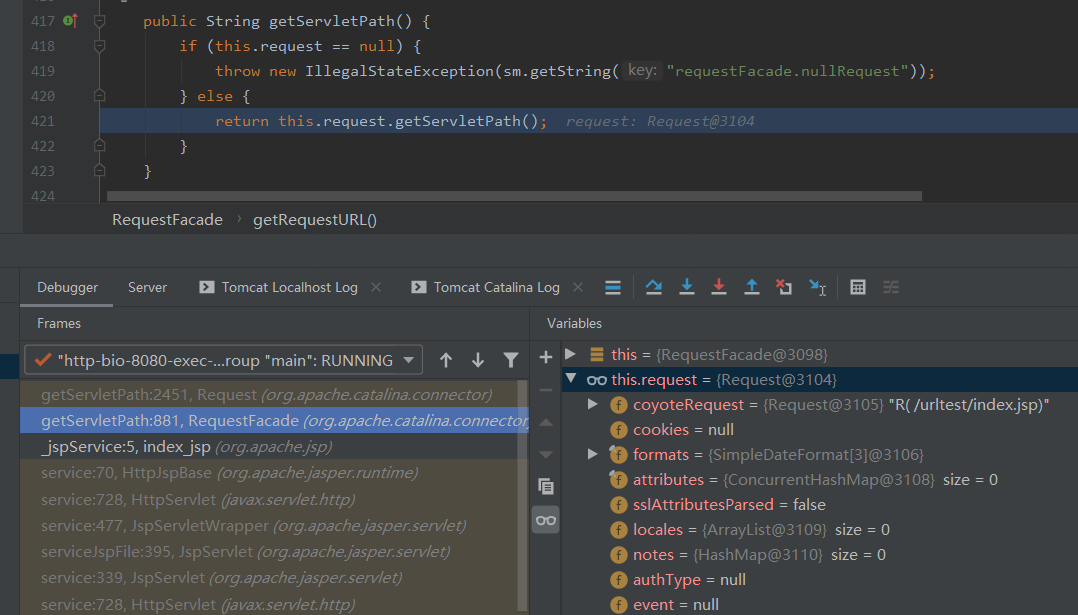 417 public String getServletPath() {
418 if (this.request == null) {
419 throw new IllegalStateException(sm.getString( key: "requestFacade.nullRequest"));
420 } else {
421 return this.request.getServletPath(); request: Request@3104
422 }
423 }
424
RequestFacade › getRequestURL()
Debugger Server Tomcat Localhost Log Tomcat Catalina Log
Frames
Variables
"http-bio-8080-exec-...roup "main": RUNNING
getServletPath:2451, Request (org.apache.catalina.connector)
getServletPath:881, RequestFacade (org.apache.catalina.connector
_jspService:5, index_jsp (org.apache.jsp)
service:70, HttpJspBase (org.apache.jasper.runtime)
service:728, HttpServlet (javax.servlet.http)
service:477, JspServletWrapper (org.apache.jasper.servlet)
serviceJspFile:395, JspServlet (org.apache.jasper.servlet)
service:339, JspServlet (org.apache.jasper.servlet)
service:728, HttpServlet (javax.servlet.http)
this = {RequestFacade@3098}
this.request = {Request@3104}
coyoteRequest = {Request@3105} "R( /urltest/index.jsp)"
cookies = null
formats = {SimpleDateFormat[3]@3106}
attributes = {ConcurrentHashMap@3108} size = 0
sslAttributesParsed = false
locales = {ArrayList@3109} size = 0
notes = {HashMap@3110} size = 0
authType = null
event = null